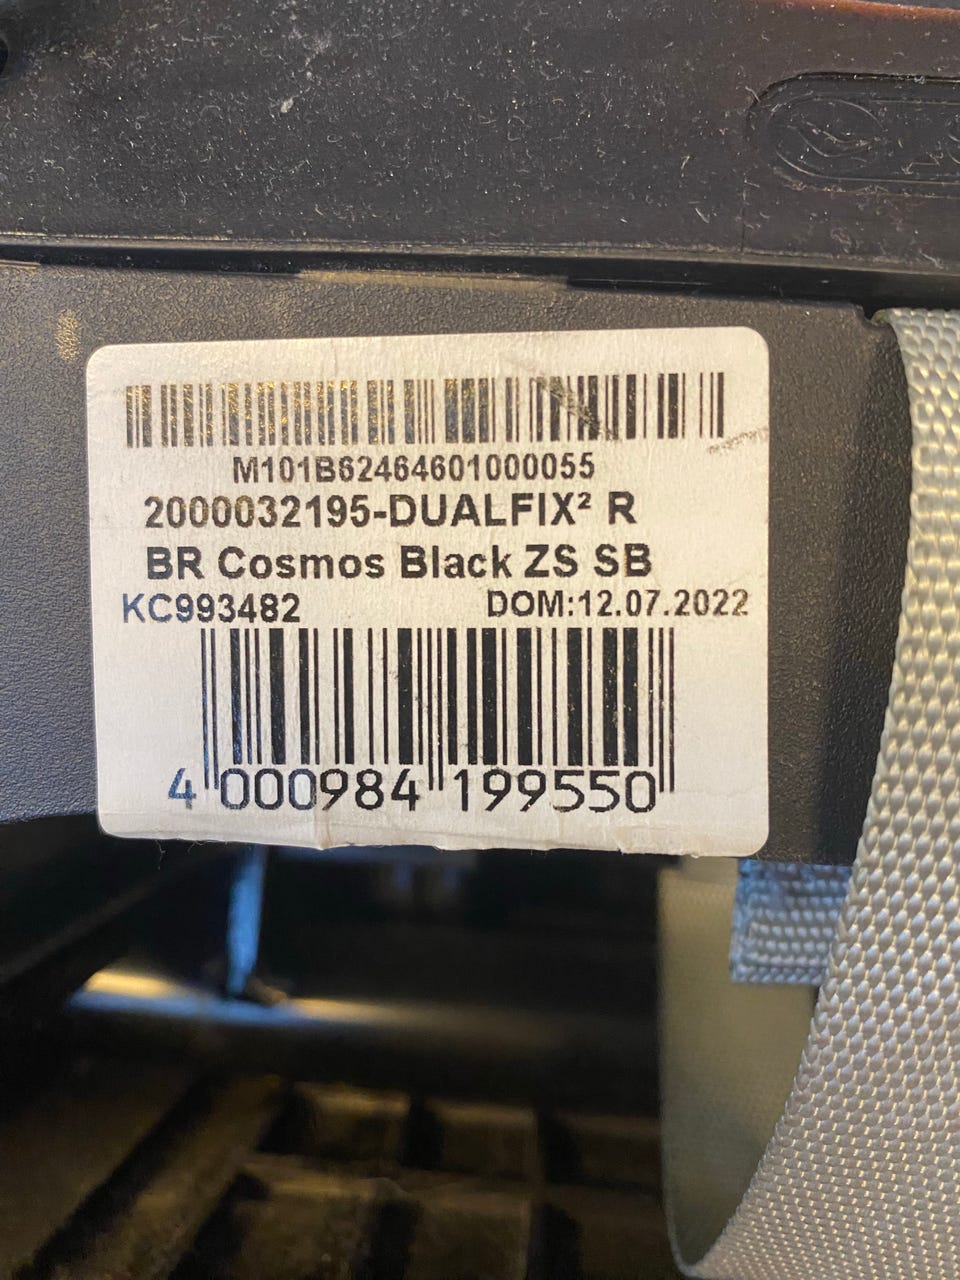 M101B62464601000055
2000032195-DUALFIX² R
BR Cosmos Black ZS SB
KC993482 DOM:12.07.2022
4 000984 199550